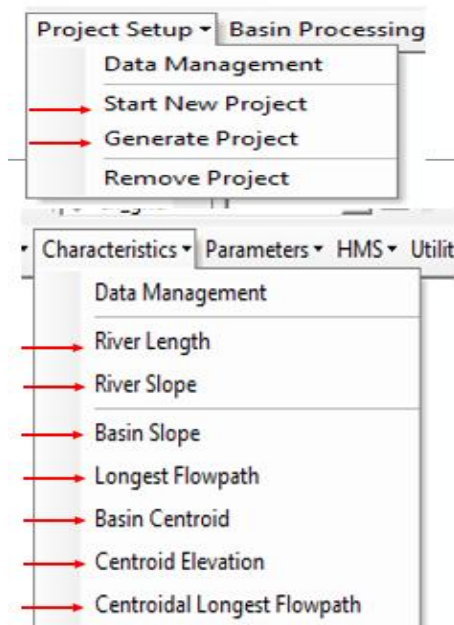 Project Setup Basin Processing
Data Management
Start New Project
Generate Project
Remove Project
Characteristics Parameters HMS Utilit
Data Management
River Length
River Slope
Basin Slope
Longest Flowpath
Basin Centroid
Centroid Elevation
Centroidal Longest Flowpath